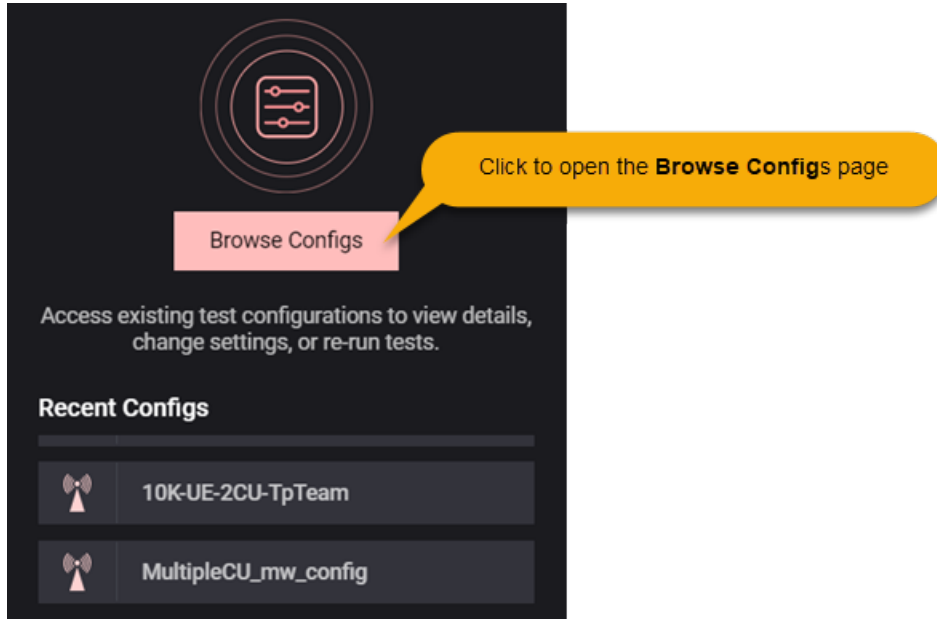 Click to open the Browse Configs page
Browse Configs
Access existing test configurations to view details,
change settings, or re-run tests.
Recent Configs
10K-UE-2CU-TpTeam
MultipleCU_mw_config